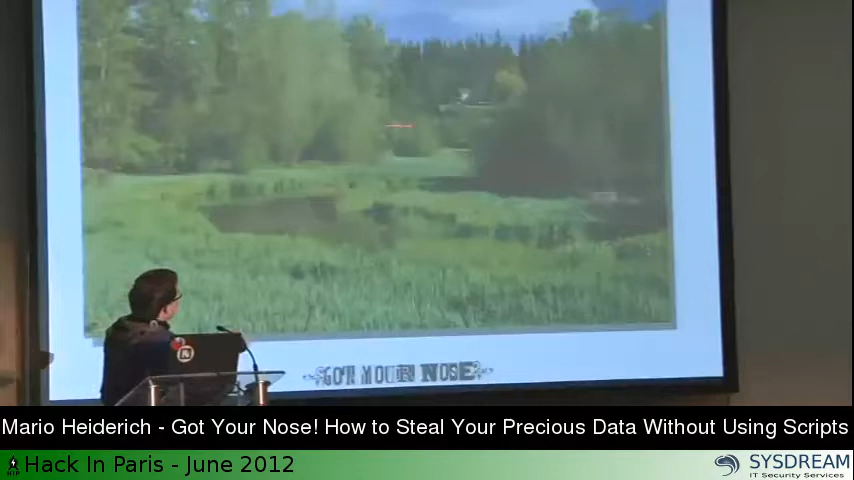 GOT YOUR NOSE
Mario Heiderich - Got Your Nose! How to Steal Your Precious Data Without Using Scripts
Hack In Paris - June 2012
SYSDREAM
IT Security Services